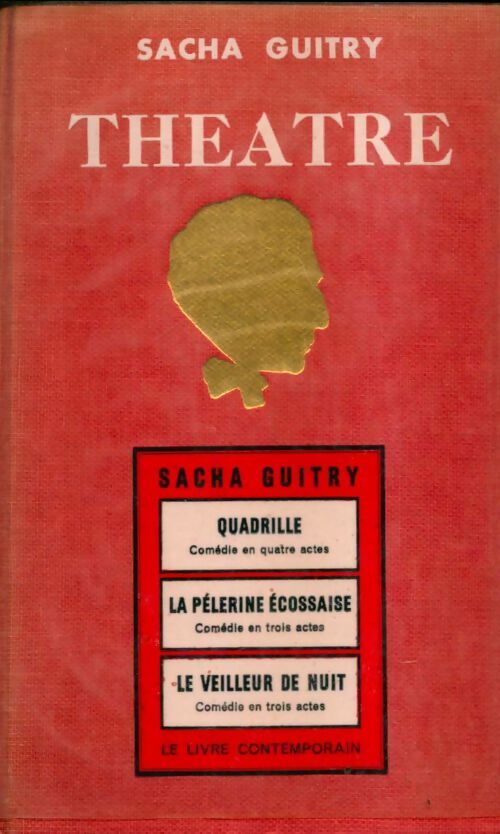 SACHA GUITRY
THEATRE
SACHA GUITRY
QUADRILLE
Comédie en quatre actes
LA PÉLERINE ÉCOSSAISE
Comédie en trois actes
LE VEILLEUR DE NUIT
Comédie en trois actes
LE LIVRE CONTEMPORAIN